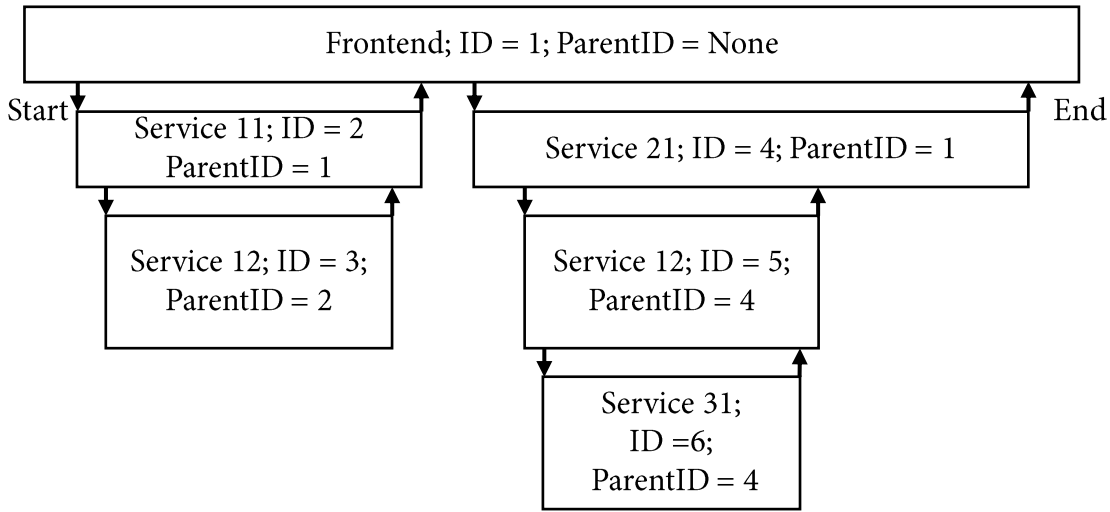 Frontend; ID = 1; ParentID = None
Start
End
Service 11; ID = 2
ParentID = 1
Service 21; ID = 4; ParentID = 1
Service 12; ID = 3;
ParentID = 2
Service 12; ID = 5;
ParentID = 4
Service 31;
ID =6;
ParentID = 4